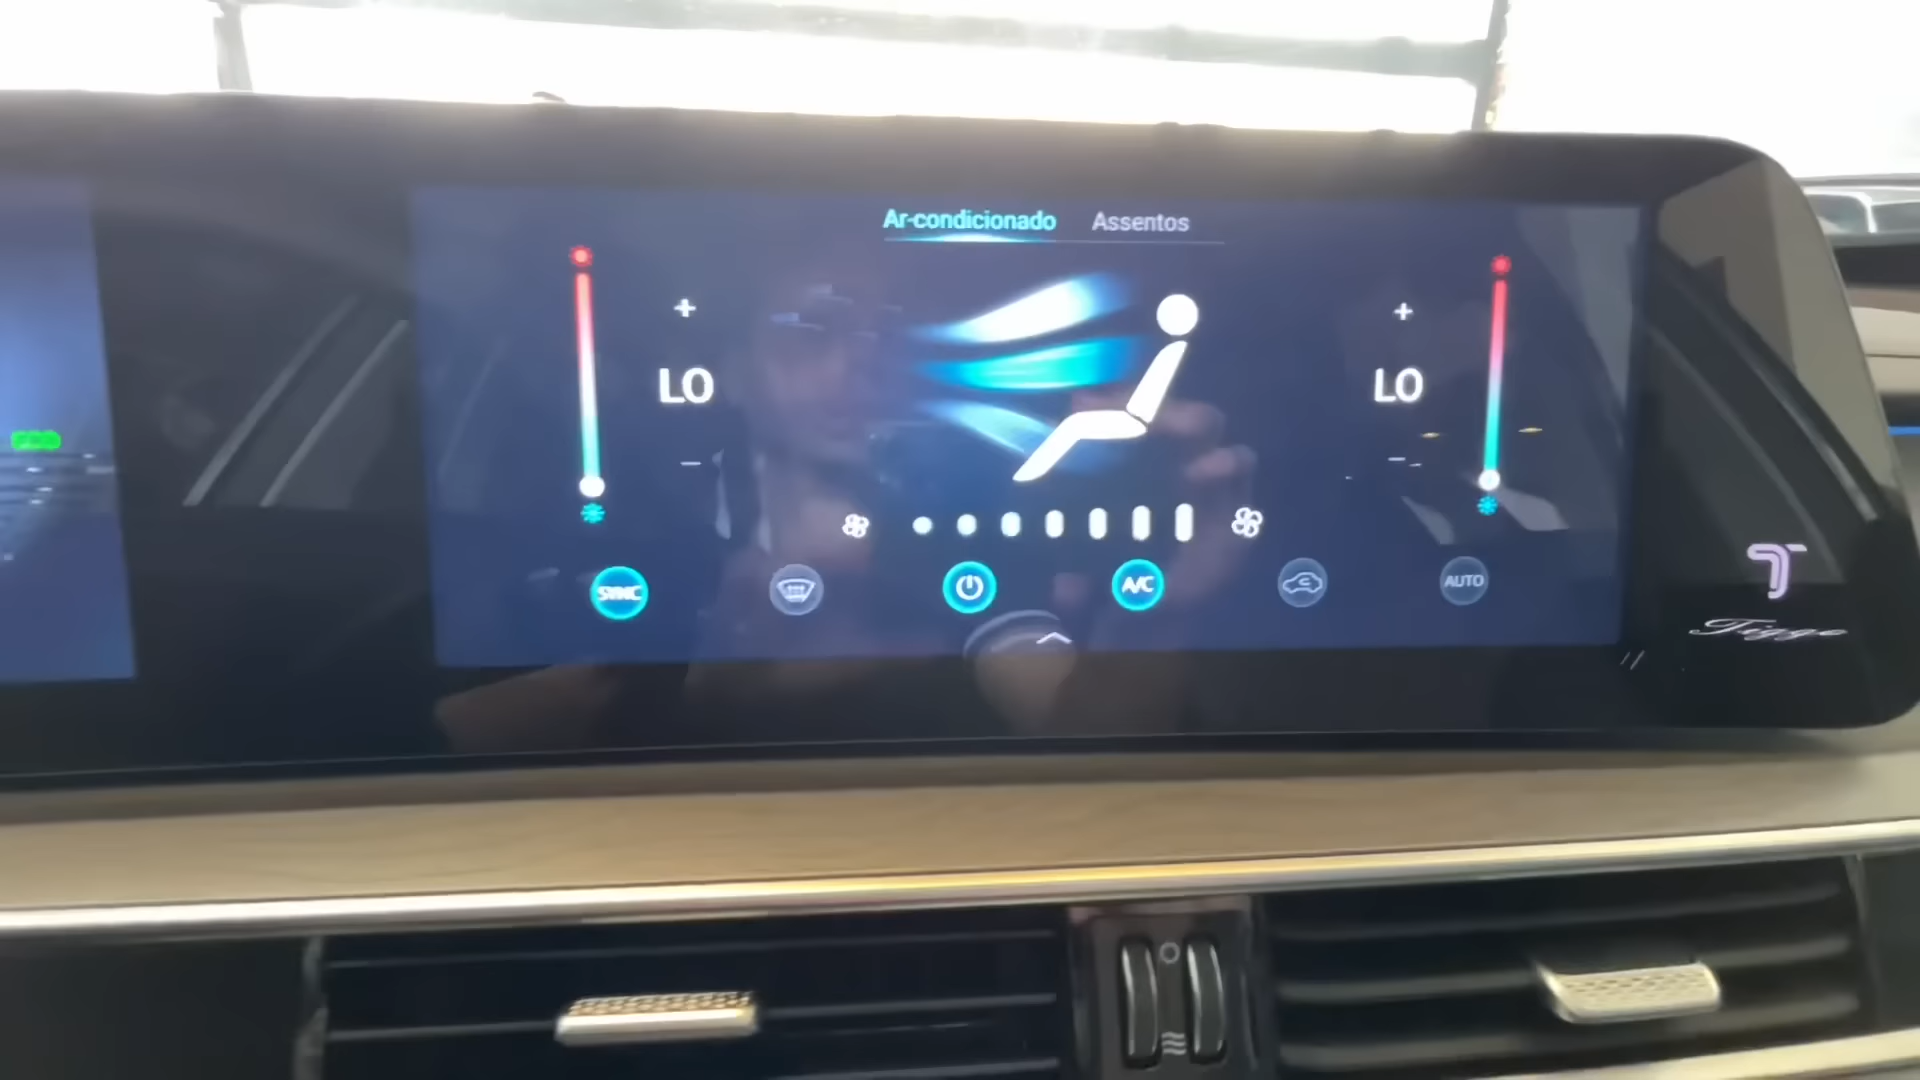 Ar-condicionado Assentos
+ +
LO LO
SYNC
A/C
AUTO
Tiggo